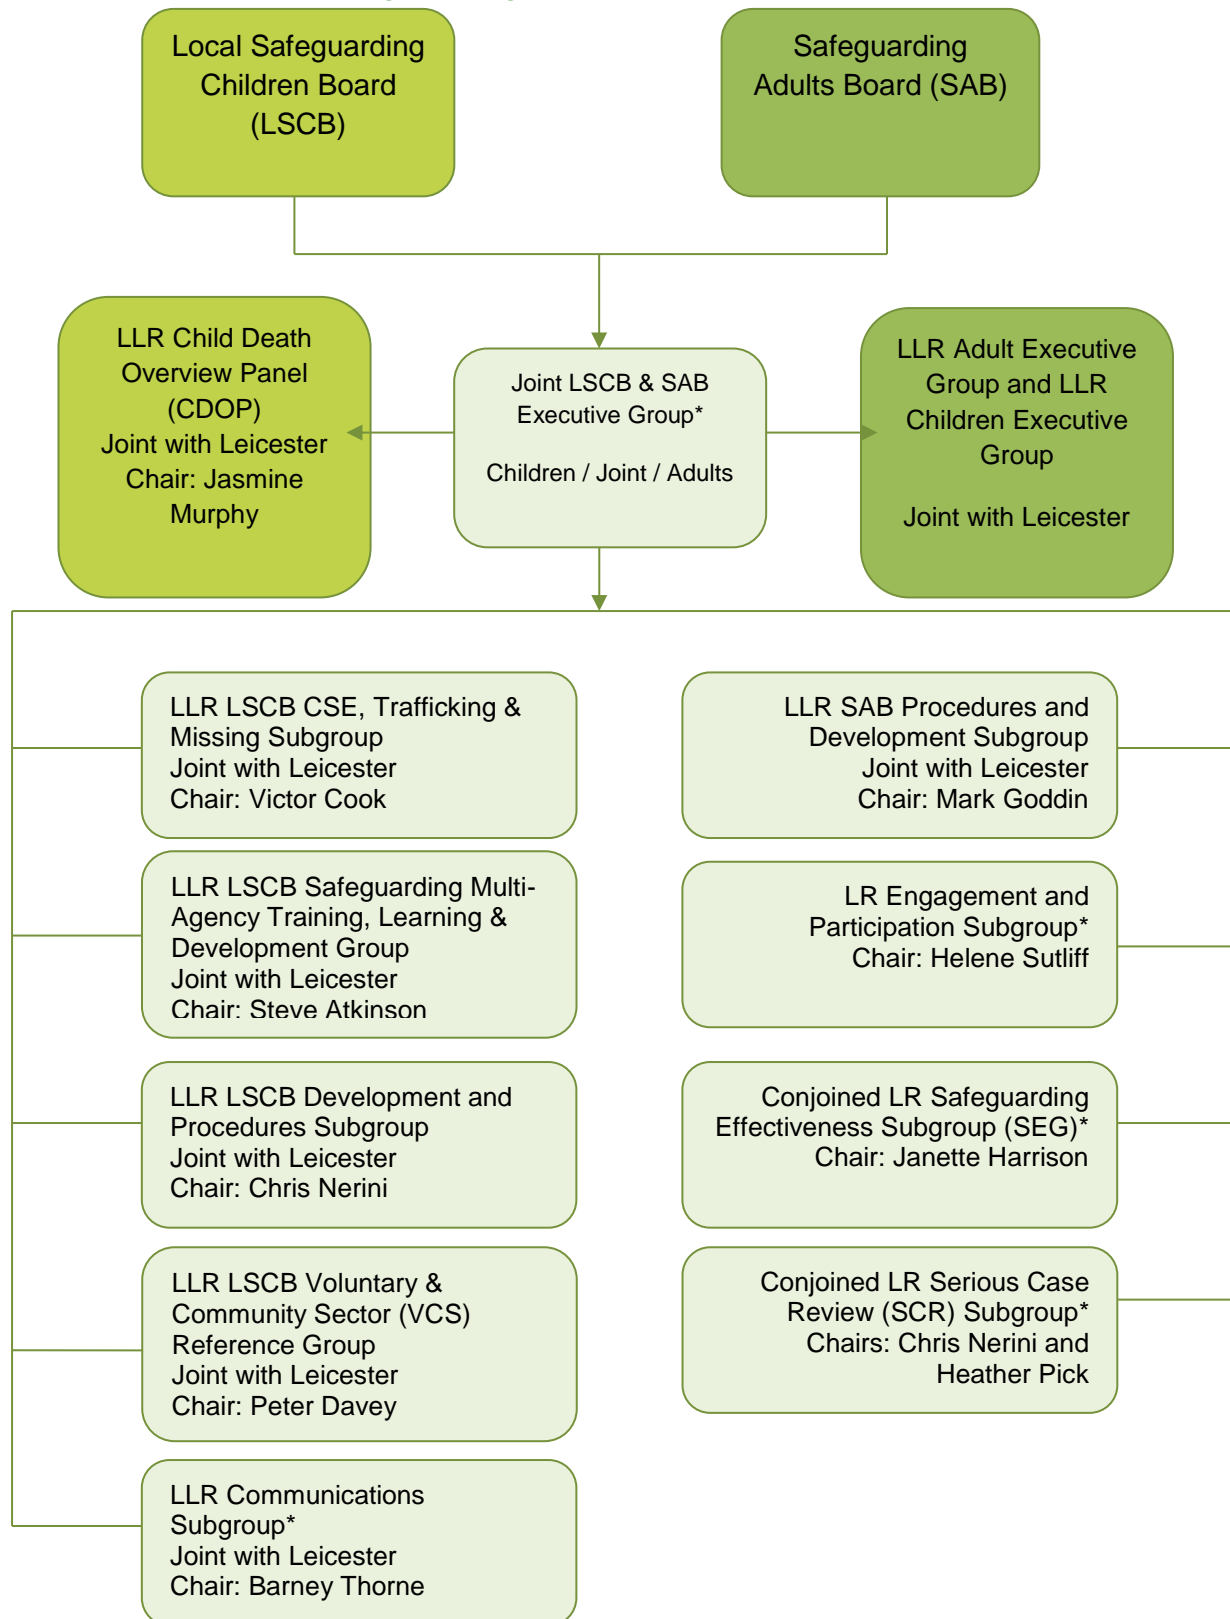 Local Safeguarding
Children Board
(LSCB)
Safeguarding
Adults Board (SAB)
LLR Child Death
Overview Panel
(CDOP)
Joint with Leicester
Chair: Jasmine
Murphy
Joint LSCB & SAB
Executive Group*
Children / Joint / Adults
LLR Adult Executive
Group and LLR
Children Executive
Group
Joint with Leicester
LLR LSCB CSE, Trafficking &
Missing Subgroup
Joint with Leicester
Chair: Victor Cook
LLR LSCB Safeguarding Multi-
Agency Training, Learning &
Development Group
Joint with Leicester
Chair: Steve Atkinson
LLR LSCB Development and
Procedures Subgroup
Joint with Leicester
Chair: Chris Nerini
LLR LSCB Voluntary &
Community Sector (VCS)
Reference Group
Joint with Leicester
Chair: Peter Davey
LLR Communications
Subgroup*
Joint with Leicester
Chair: Barney Thorne
LLR SAB Procedures and
Development Subgroup
Joint with Leicester
Chair: Mark Goddin
LR Engagement and
Participation Subgroup*
Chair: Helene Sutliff
Conjoined LR Safeguarding
Effectiveness Subgroup (SEG)*
Chair: Janette Harrison
Conjoined LR Serious Case
Review (SCR) Subgroup*
Chairs: Chris Nerini and
Heather Pick